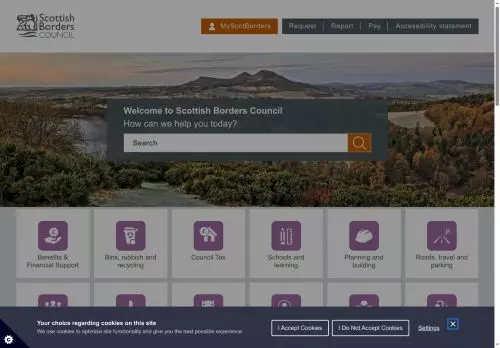 Scottish
Borders
COUNCIL
MyScotBorders
Request
Report
Pay
Accessibility statement
Welcome to Scottish Borders Council
How can we help you today?
Search
Benefits &
Financial Support
Bins, rubbish and
recycling
Council Tax
Schools and
learning
Planning and
building
Roads, travel and
parking
Your choice regarding cookies on this site
We use cookies to optimise site functionality and give you the best possible experience.
I Accept Cookies
I Do Not Accept Cookies
Settings